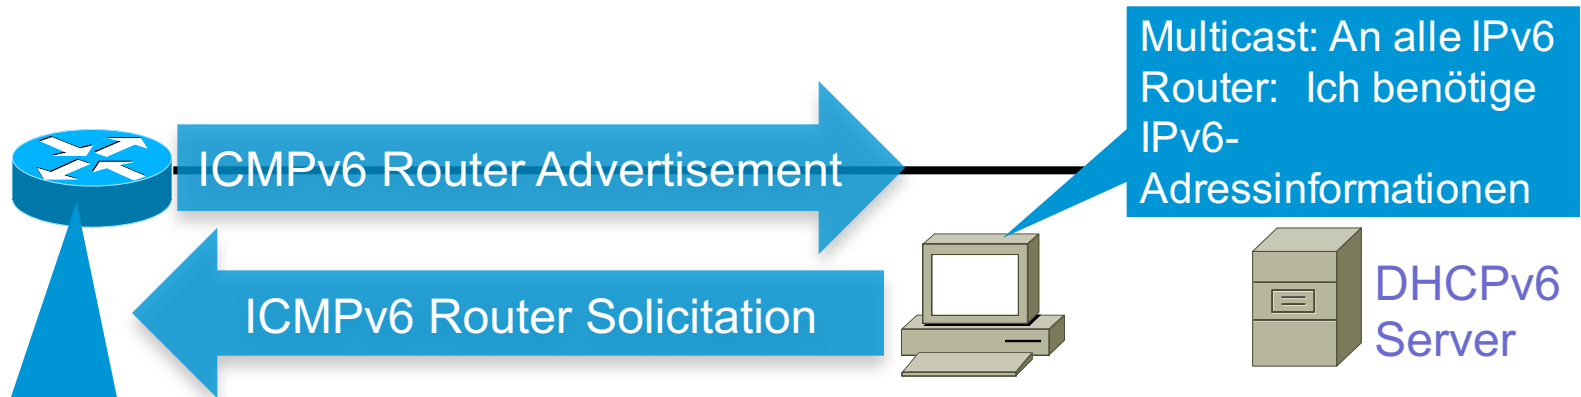 Multicast: An alle IPv6
Router: Ich benötige
IPv6-
Adressinformationen
ICMPv6 Router Advertisement
ICMPv6 Router Solicitation
DHCPv6
Server